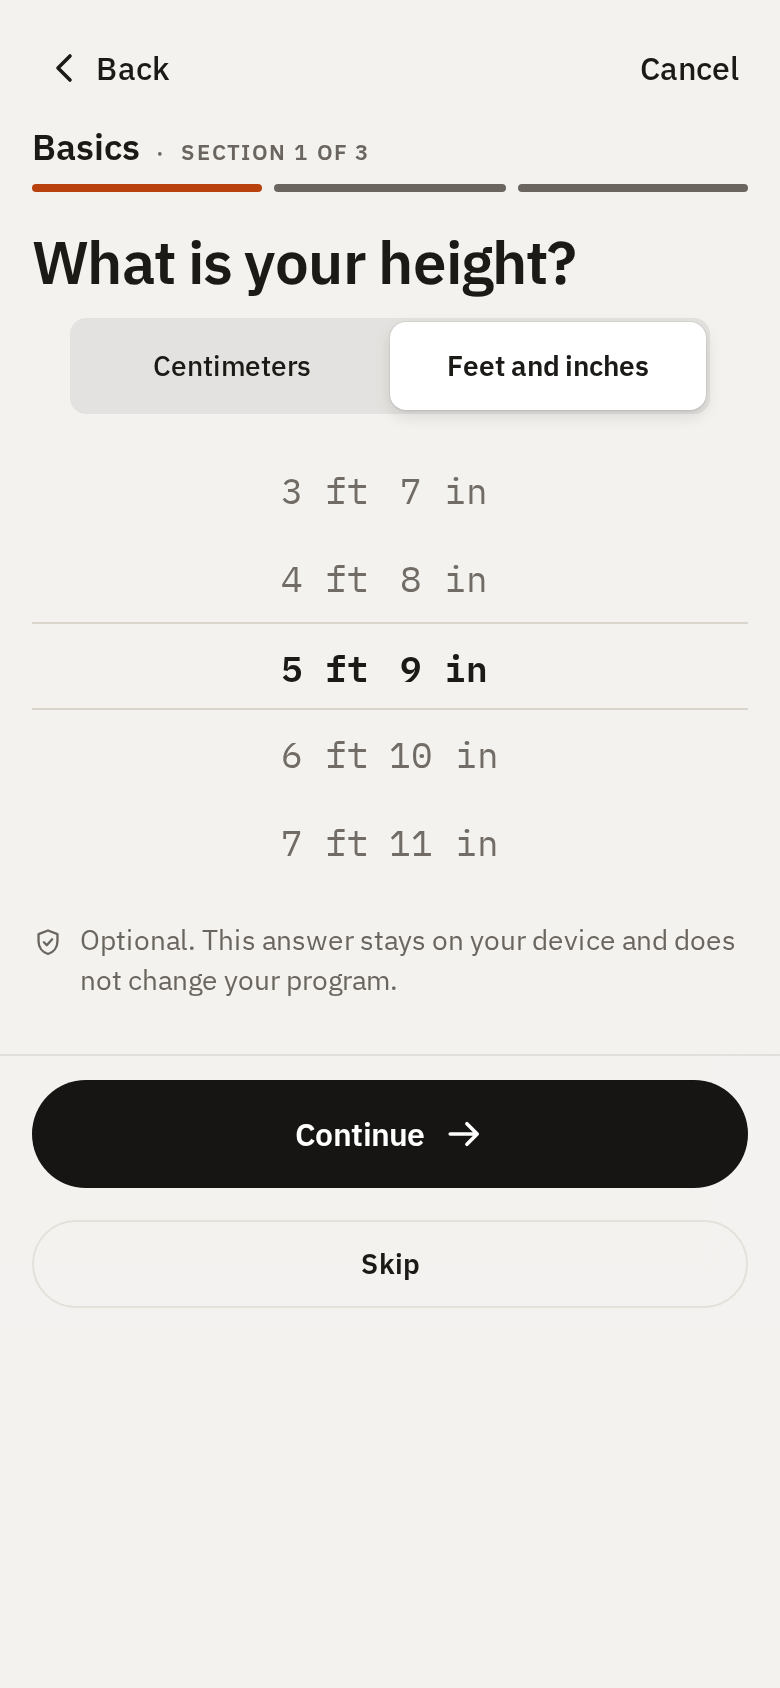 Back
Cancel
Basics · SECTION 1 OF 3
What is your height?
Centimeters
Feet and inches
3 ft 7 in
4 ft 8 in
5 ft 9 in
6 ft 10 in
7 ft 11 in
Optional. This answer stays on your device and does
not change your program.
Continue
Skip